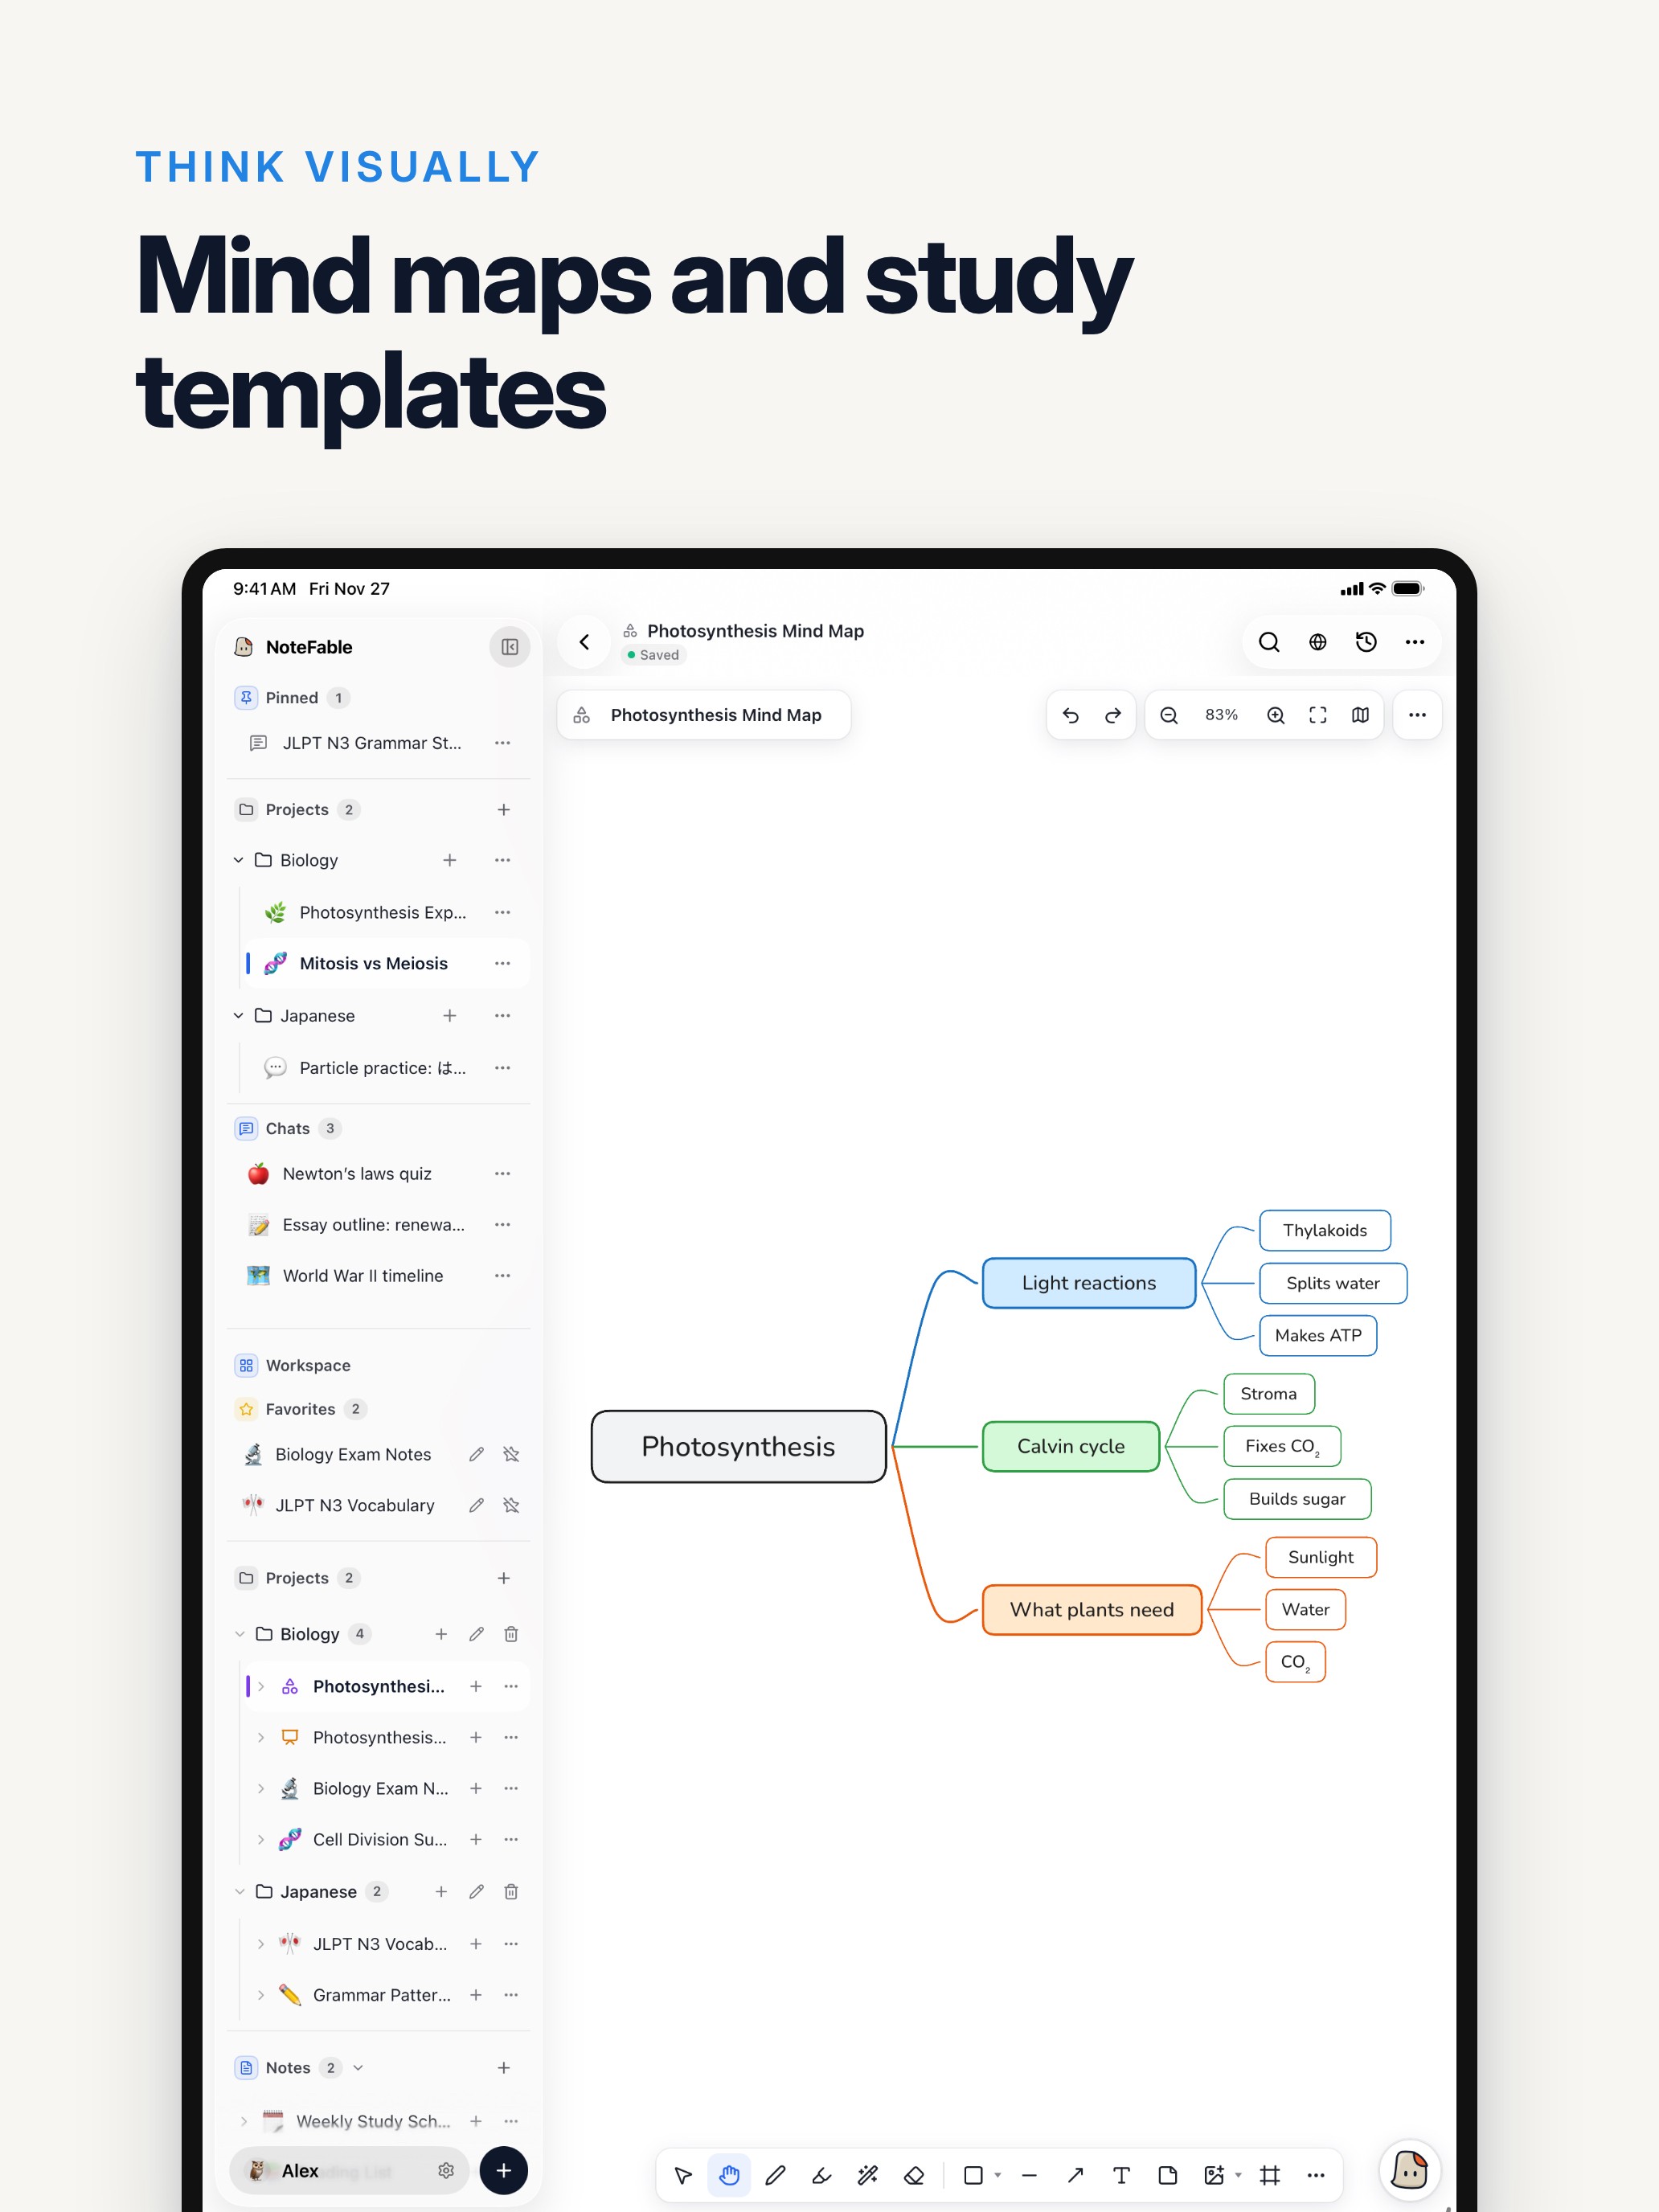 THINK VISUALLY
Mind maps and study
templates
9:41 AM Fri Nov 27
NoteFable
Pinned 1
JLPT N3 Grammar St...
Projects 2
Biology
Photosynthesis Exp...
Mitosis vs Meiosis
Japanese
Particle practice: は...
Chats 3
Newton's laws quiz
Essay outline: renewa...
World War II timeline
Workspace
Favorites 2
Biology Exam Notes
JLPT N3 Vocabulary
Projects 2
Biology 4
Photosynthesi...
Photosynthesis...
Biology Exam N...
Cell Division Su...
Japanese 2
JLPT N3 Vocab...
Grammar Patter...
Notes 2
Weekly Study Sch...
Alex
Photosynthesis Mind Map
Saved
Photosynthesis Mind Map
83%
Photosynthesis
Light reactions
Thylakoids
Splits water
Makes ATP
Calvin cycle
Stroma
Fixes CO₂
Builds sugar
What plants need
Sunlight
Water
CO₂